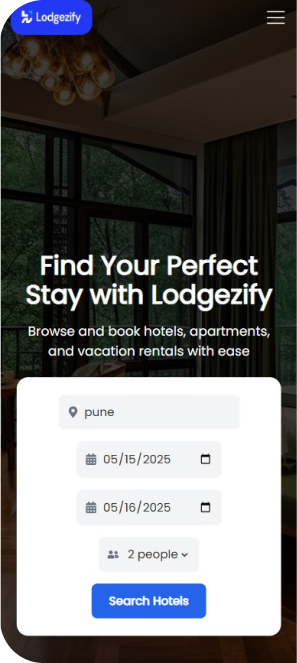 Lodgezify
Find Your Perfect
Stay with Lodgezify
Browse and book hotels, apartments,
and vacation rentals with ease
pune
05/15/2025
05/16/2025
2 people
Search Hotels